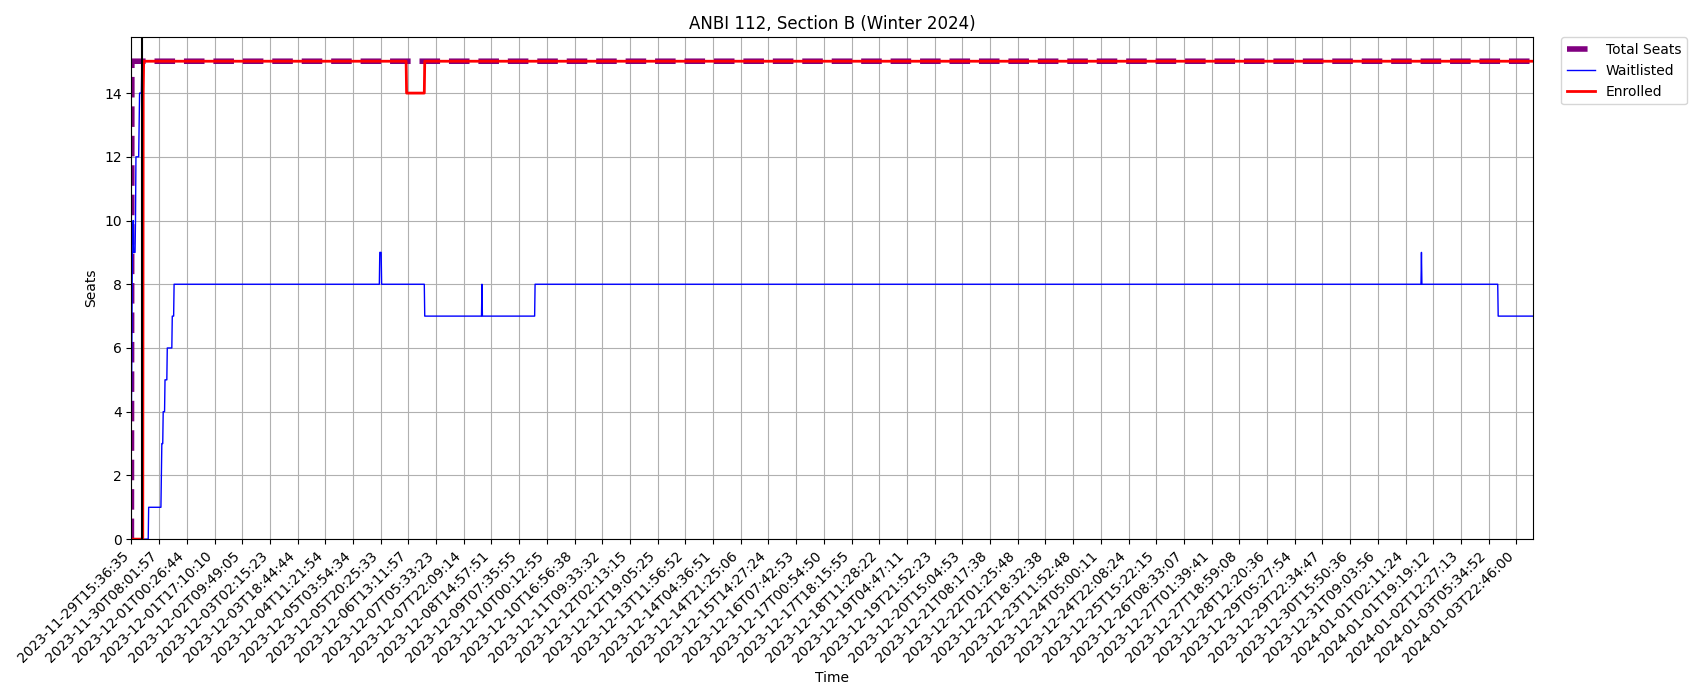 ANBI 112, Section B (Winter 2024)
Total Seats
Waitlisted
Enrolled
Seats
14
12
10
8
6
4
2
0
2023-11-29T15:36:35
2023-11-30T08:01:57
2023-12-01T00:26:44
2023-12-01T17:10:10
2023-12-02T09:49:05
2023-12-03T02:15:23
2023-12-03T18:44:44
2023-12-04T11:21:54
2023-12-05T03:54:34
2023-12-05T20:25:33
2023-12-06T13:11:57
2023-12-07T05:33:23
2023-12-07T22:09:14
2023-12-08T14:57:51
2023-12-09T07:35:55
2023-12-10T00:12:55
2023-12-10T16:56:38
2023-12-11T09:33:32
2023-12-12T02:13:15
2023-12-12T19:05:25
2023-12-13T11:56:52
2023-12-14T04:36:51
2023-12-14T21:25:06
2023-12-15T14:27:24
2023-12-16T07:42:53
2023-12-17T00:54:50
2023-12-17T18:15:55
2023-12-18T11:28:22
2023-12-19T04:47:11
2023-12-19T21:52:23
2023-12-20T15:04:53
2023-12-21T08:17:38
2023-12-22T01:25:48
2023-12-22T18:32:38
2023-12-23T11:52:48
2023-12-24T05:00:11
2023-12-24T22:08:24
2023-12-25T15:22:15
2023-12-26T08:33:07
2023-12-27T01:39:41
2023-12-27T18:59:08
2023-12-28T12:20:36
2023-12-29T05:27:54
2023-12-29T22:34:47
2023-12-30T15:50:36
2023-12-31T09:03:56
2024-01-01T02:11:24
2024-01-01T19:19:12
2024-01-02T12:27:13
2024-01-03T05:34:52
2024-01-03T22:46:00
Time